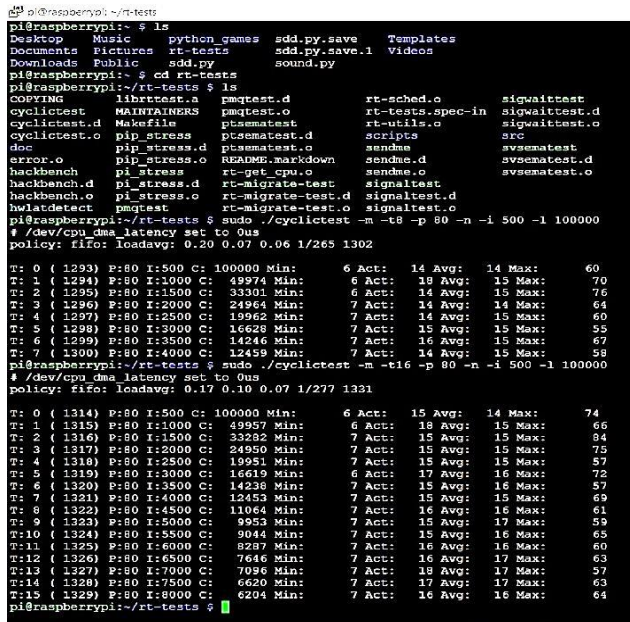 pi@raspberrypi: ~/rt-tests
pi@raspberrypi:~ $ ls
Desktop Music python_games sdd.py.save Templates
Documents Pictures rt-tests sdd.py.save.1 Videos
Downloads Public sdd.py sound.py
pi@raspberrypi:~ $ cd rt-tests
pi@raspberrypi:~/rt-tests $ ls
COPYING librttest.a pmqtest.d rt-sched.o sigwaittest
cyclictest MAINTAINERS pmqtest.o rt-tests.spec-in sigwaittest.d
cyclictest.d Makefile ptsematest rt-utils.o sigwaittest.o
cyclictest.o pip_stress ptsematest.d scripts src
doc pip_stress.d ptsematest.o sendme svsematest
error.o pip_stress.o README.markdown sendme.d svsematest.d
hackbench pi_stress rt-get_cpu.o sendme.o svsematest.o
hackbench.d pi_stress.d rt-migrate-test signaltest
hackbench.o pi_stress.o rt-migrate-test.d signaltest.d
hwlatdetect pmqtest rt-migrate-test.o signaltest.o
pi@raspberrypi:~/rt-tests $ sudo ./cyclictest -m -t8 -p 80 -n -i 500 -l 100000
# /dev/cpu_dma_latency set to 0us
policy: fifo: loadavg: 0.20 0.07 0.06 1/265 1302
T: 0 ( 1293) P:80 I:500 C: 100000 Min: 6 Act: 14 Avg: 14 Max: 60
T: 1 ( 1294) P:80 I:1000 C: 49974 Min: 6 Act: 18 Avg: 15 Max: 70
T: 2 ( 1295) P:80 I:1500 C: 33301 Min: 6 Act: 14 Avg: 15 Max: 76
T: 3 ( 1296) P:80 I:2000 C: 24964 Min: 7 Act: 14 Avg: 14 Max: 64
T: 4 ( 1297) P:80 I:2500 C: 19962 Min: 7 Act: 14 Avg: 15 Max: 60
T: 5 ( 1298) P:80 I:3000 C: 16628 Min: 7 Act: 15 Avg: 15 Max: 55
T: 6 ( 1299) P:80 I:3500 C: 14246 Min: 7 Act: 15 Avg: 16 Max: 67
T: 7 ( 1300) P:80 I:4000 C: 12459 Min: 7 Act: 14 Avg: 15 Max: 58
pi@raspberrypi:~/rt-tests $ sudo ./cyclictest -m -t16 -p 80 -n -i 500 -l 100000
# /dev/cpu_dma_latency set to 0us
policy: fifo: loadavg: 0.17 0.10 0.07 1/277 1331
T: 0 ( 1314) P:80 I:500 C: 100000 Min: 6 Act: 15 Avg: 14 Max: 74
T: 1 ( 1315) P:80 I:1000 C: 49957 Min: 6 Act: 18 Avg: 15 Max: 66
T: 2 ( 1316) P:80 I:1500 C: 33282 Min: 7 Act: 15 Avg: 15 Max: 84
T: 3 ( 1317) P:80 I:2000 C: 24950 Min: 7 Act: 15 Avg: 15 Max: 75
T: 4 ( 1318) P:80 I:2500 C: 19951 Min: 6 Act: 15 Avg: 15 Max: 57
T: 5 ( 1319) P:80 I:3000 C: 16619 Min: 6 Act: 17 Avg: 16 Max: 72
T: 6 ( 1320) P:80 I:3500 C: 14238 Min: 7 Act: 15 Avg: 16 Max: 57
T: 7 ( 1321) P:80 I:4000 C: 12453 Min: 7 Act: 15 Avg: 15 Max: 69
T: 8 ( 1322) P:80 I:4500 C: 11064 Min: 7 Act: 16 Avg: 16 Max: 61
T: 9 ( 1323) P:80 I:5000 C: 9953 Min: 7 Act: 15 Avg: 17 Max: 59
T:10 ( 1324) P:80 I:5500 C: 9044 Min: 7 Act: 15 Avg: 16 Max: 65
T:11 ( 1325) P:80 I:6000 C: 8287 Min: 7 Act: 16 Avg: 16 Max: 60
T:12 ( 1326) P:80 I:6500 C: 7646 Min: 7 Act: 16 Avg: 17 Max: 63
T:13 ( 1327) P:80 I:7000 C: 7096 Min: 7 Act: 18 Avg: 17 Max: 57
T:14 ( 1328) P:80 I:7500 C: 6620 Min: 7 Act: 17 Avg: 17 Max: 63
T:15 ( 1329) P:80 I:8000 C: 6204 Min: 7 Act: 16 Avg: 16 Max: 64
pi@raspberrypi:~/rt-tests $